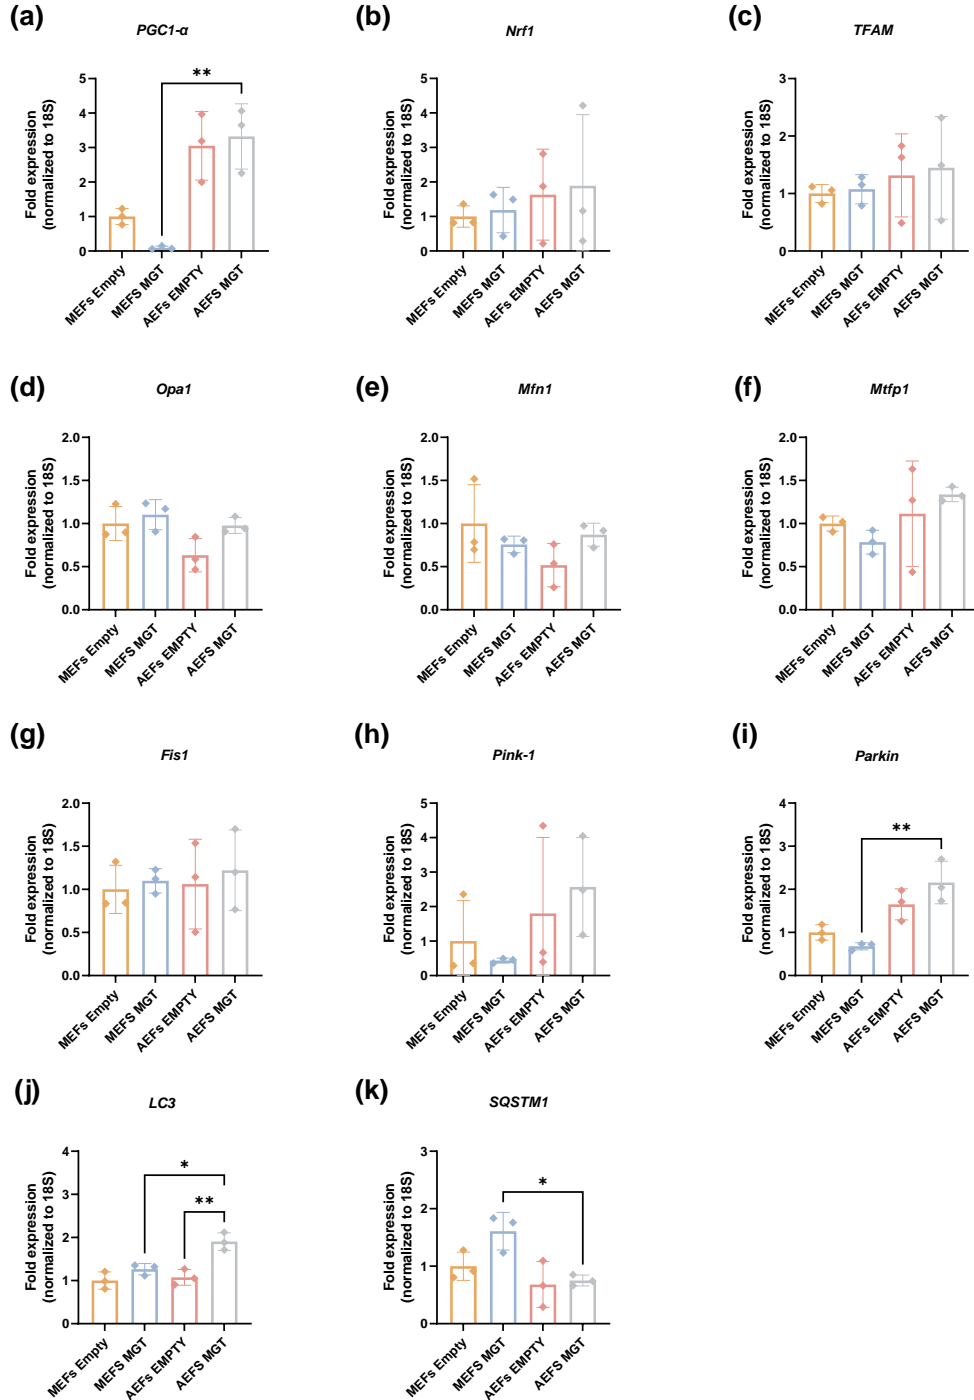 (a)
PGC1-α
Fold expression
(normalized to 18S)
5
4
3
2
1
0
**
MEFs Empty
MEFS MGT
AEFs EMPTY
AEFS MGT
(b)
Nrf1
Fold expression
(normalized to 18S)
5
4
3
2
1
0
MEFs Empty
MEFS MGT
AEFs EMPTY
AEFS MGT
(c)
TFAM
Fold expression
(normalized to 18S)
3
2
1
0
MEFs Empty
MEFS MGT
AEFs EMPTY
AEFS MGT
(d)
Opa1
Fold expression
(normalized to 18S)
2.0
1.5
1.0
0.5
0.0
MEFs Empty
MEFS MGT
AEFs EMPTY
AEFS MGT
(e)
Mfn1
Fold expression
(normalized to 18S)
2.0
1.5
1.0
0.5
0.0
MEFs Empty
MEFS MGT
AEFs EMPTY
AEFS MGT
(f)
Mtfp1
Fold expression
(normalized to 18S)
2.0
1.5
1.0
0.5
0.0
MEFs Empty
MEFS MGT
AEFs EMPTY
AEFS MGT
(g)
Fis1
Fold expression
(normalized to 18S)
2.0
1.5
1.0
0.5
0.0
MEFs Empty
MEFS MGT
AEFs EMPTY
AEFS MGT
(h)
Pink-1
Fold expression
(normalized to 18S)
5
4
3
2
1
0
MEFs Empty
MEFS MGT
AEFs EMPTY
AEFS MGT
(i)
Parkin
Fold expression
(normalized to 18S)
4
3
2
1
0
**
MEFs Empty
MEFS MGT
AEFs EMPTY
AEFS MGT
(j)
LC3
Fold expression
(normalized to 18S)
4
3
2
1
0
*
**
MEFs Empty
MEFS MGT
AEFs EMPTY
AEFS MGT
(k)
SQSTM1
Fold expression
(normalized to 18S)
3
2
1
0
*
MEFs Empty
MEFS MGT
AEFs EMPTY
AEFS MGT